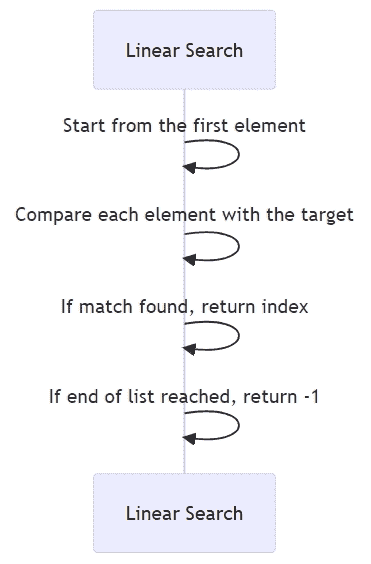 Linear Search
Start from the first element
Compare each element with the target
If match found, return index
If end of list reached, return -1
Linear Search